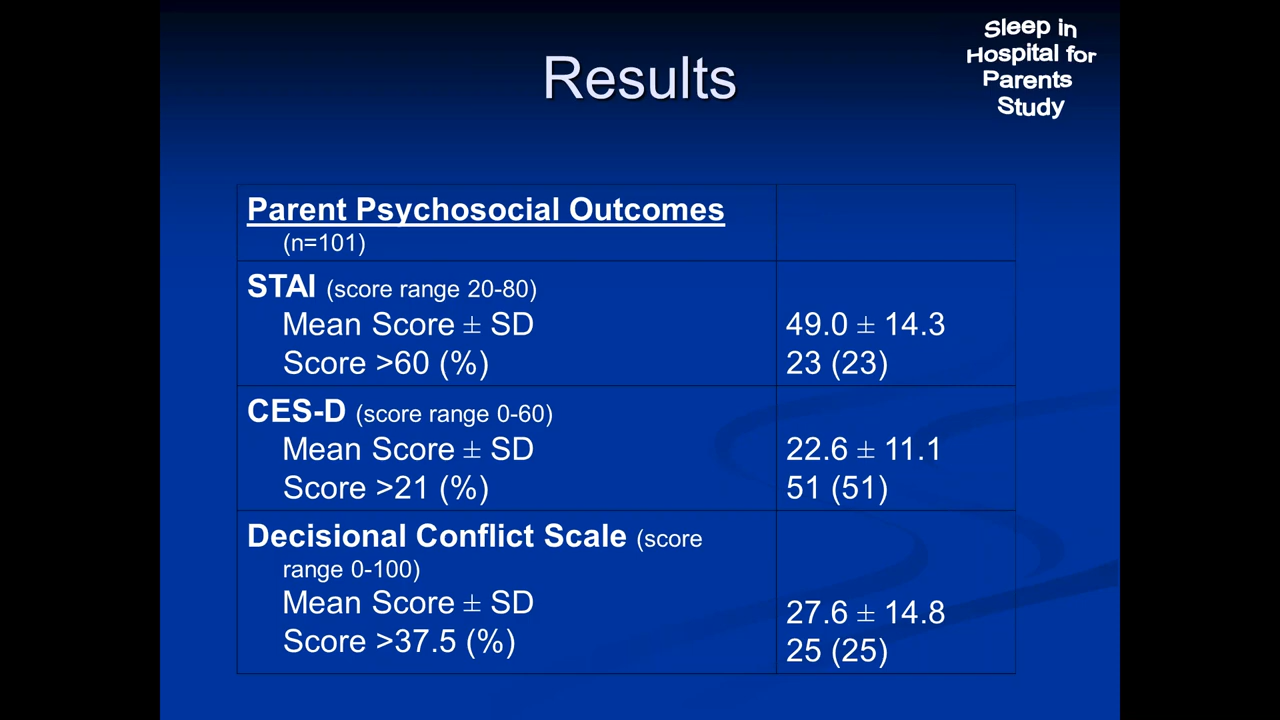 Sleep in
Hospital for
Parents
Study
Results
Parent Psychosocial Outcomes
(n=101)
STAI (score range 20-80)
Mean Score ± SD 49.0 ± 14.3
Score >60 (%) 23 (23)
CES-D (score range 0-60)
Mean Score ± SD 22.6 ± 11.1
Score >21 (%) 51 (51)
Decisional Conflict Scale (score
range 0-100)
Mean Score ± SD 27.6 ± 14.8
Score >37.5 (%) 25 (25)